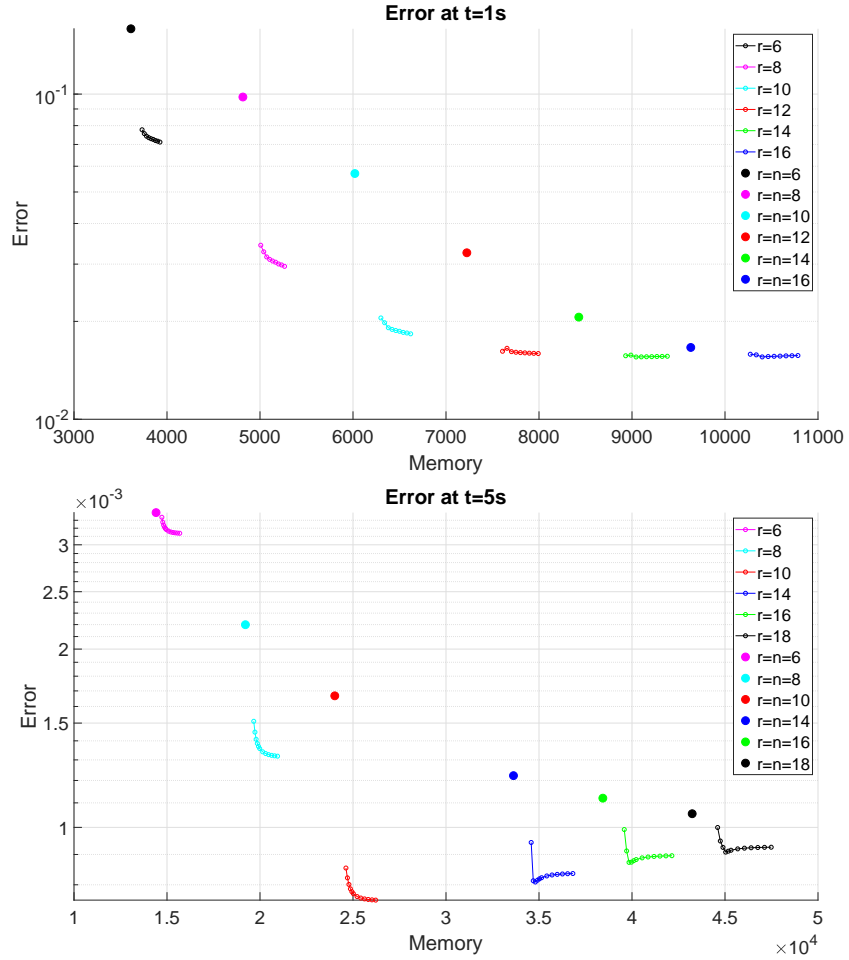 Error at t=1s
10^-1
10^-2
Error
3000 4000 5000 6000 7000 8000 9000 10000 11000
Memory
r=6
r=8
r=10
r=12
r=14
r=16
r=n=6
r=n=8
r=n=10
r=n=12
r=n=14
r=n=16
×10^-3
Error at t=5s
3
2.5
2
1.5
1
Error
1 1.5 2 2.5 3 3.5 4 4.5 5
Memory
×10^4
r=6
r=8
r=10
r=14
r=16
r=18
r=n=6
r=n=8
r=n=10
r=n=14
r=n=16
r=n=18